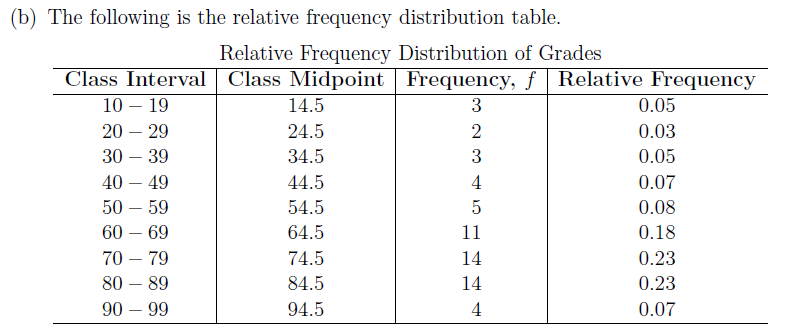 (b) The following is the relative frequency distribution table.
Relative Frequency Distribution of Grades
Class Interval Class Midpoint Frequency, f Relative Frequency
10 – 19 14.5 3 0.05
20 – 29 24.5 2 0.03
30 – 39 34.5 3 0.05
40 – 49 44.5 4 0.07
50 – 59 54.5 5 0.08
60 – 69 64.5 11 0.18
70 – 79 74.5 14 0.23
80 – 89 84.5 14 0.23
90 – 99 94.5 4 0.07